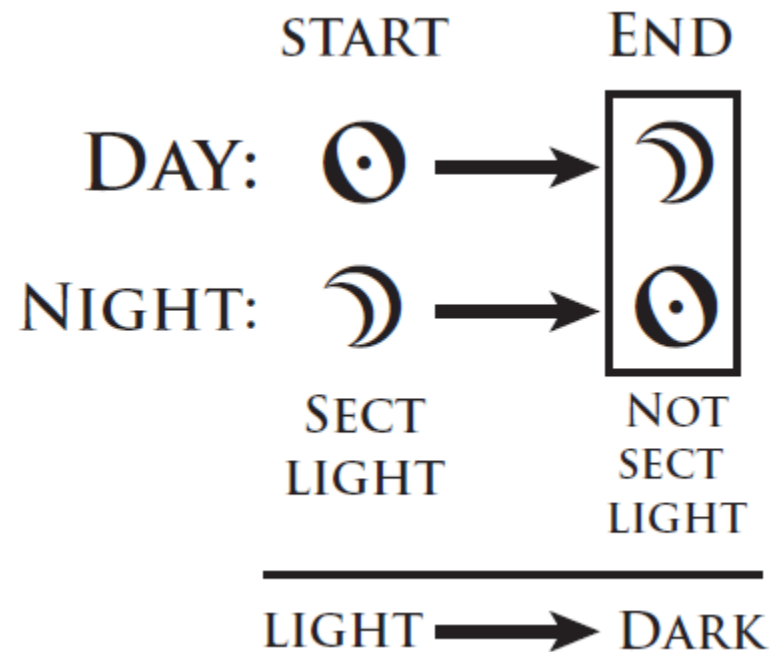 START END
DAY:
NIGHT:
SECT NOT
LIGHT SECT
LIGHT
LIGHT DARK